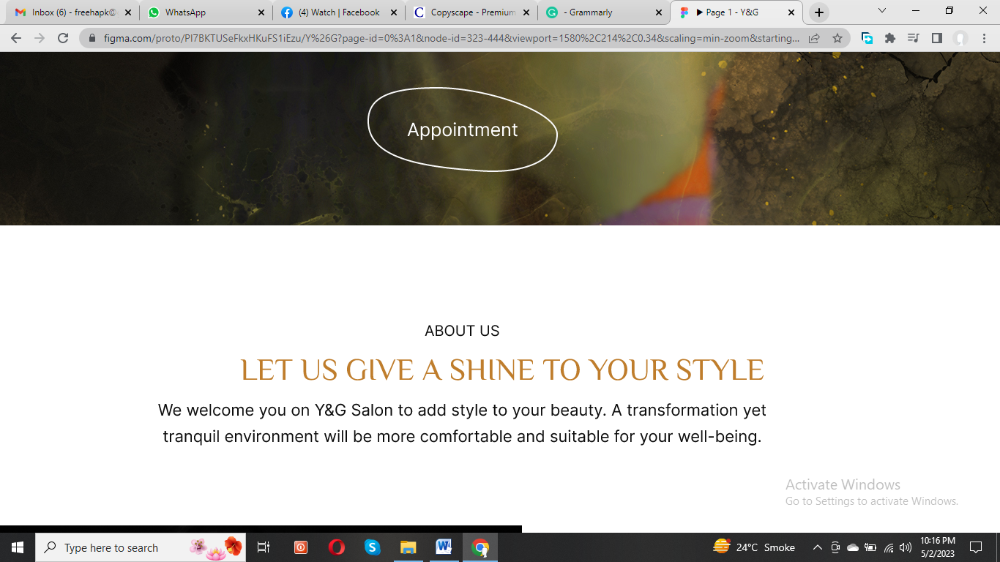 Inbox (6) - freehapk@
WhatsApp
(4) Watch | Facebook
Copyscape - Premium
- Grammarly
Page 1 - Y&G
figma.com/proto/PI7BKTUSeFkxHKuFS1iEzu/Y%26G?page-id=0%3A1&node-id=323-444&viewport=1580%2C214%2C0.34&scaling=min-zoom&starting...
Appointment
ABOUT US
LET US GIVE A SHINE TO YOUR STYLE
We welcome you on Y&G Salon to add style to your beauty. A transformation yet
tranquil environment will be more comfortable and suitable for your well-being.
Activate Windows
Go to Settings to activate Windows.
Type here to search
24°C Smoke
10:16 PM
5/2/2023